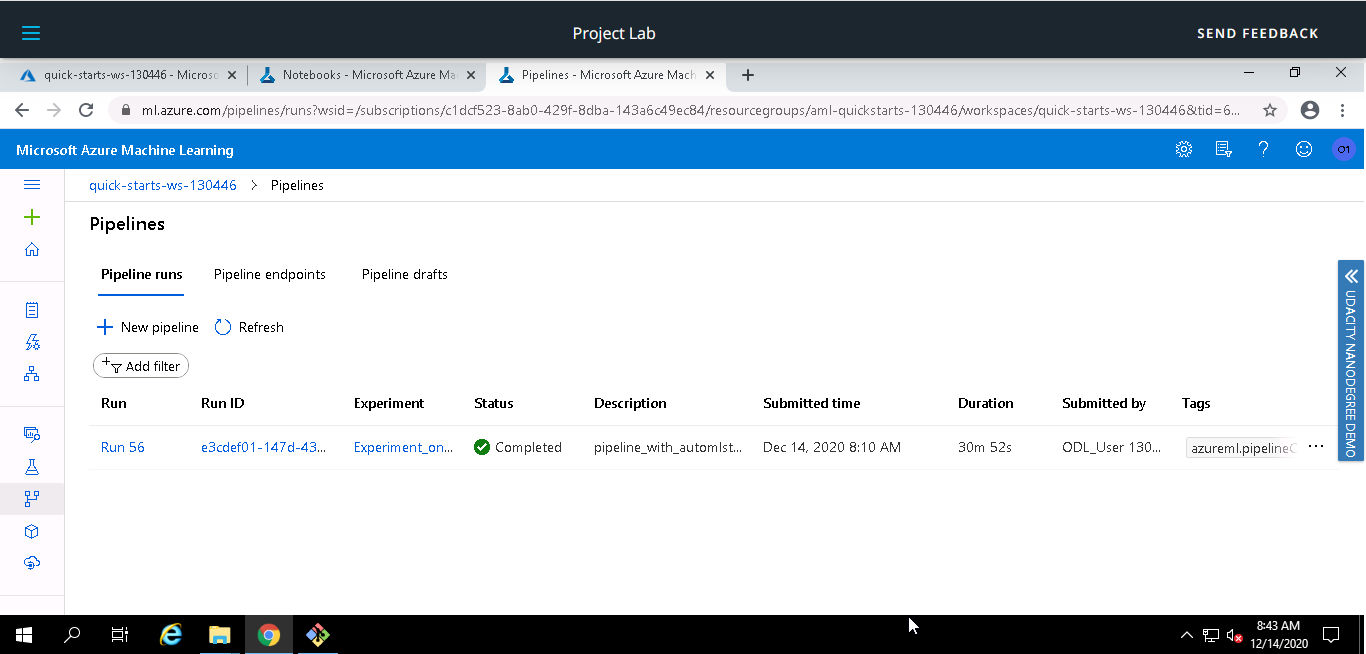 Project Lab
SEND FEEDBACK
quick-starts-ws-130446 - Microso
Notebooks - Microsoft Azure Ma
Pipelines - Microsoft Azure Mach
ml.azure.com/pipelines/runs?wsid=/subscriptions/c1dcf523-8ab0-429f-8dba-143a6c49ec84/resourcegroups/aml-quickstarts-130446/workspaces/quick-starts-ws-130446&tid=6...
Microsoft Azure Machine Learning
O1
quick-starts-ws-130446 > Pipelines
Pipelines
Pipeline runs Pipeline endpoints Pipeline drafts
New pipeline Refresh
Add filter
Run Run ID Experiment Status Description Submitted time Duration Submitted by Tags
Run 56 e3cdef01-147d-43... Experiment_on... Completed pipeline_with_automlst... Dec 14, 2020 8:10 AM 30m 52s ODL_User 130... azureml.pipelineC ...
UDACITY NANODEGREE DEMO
8:43 AM
12/14/2020